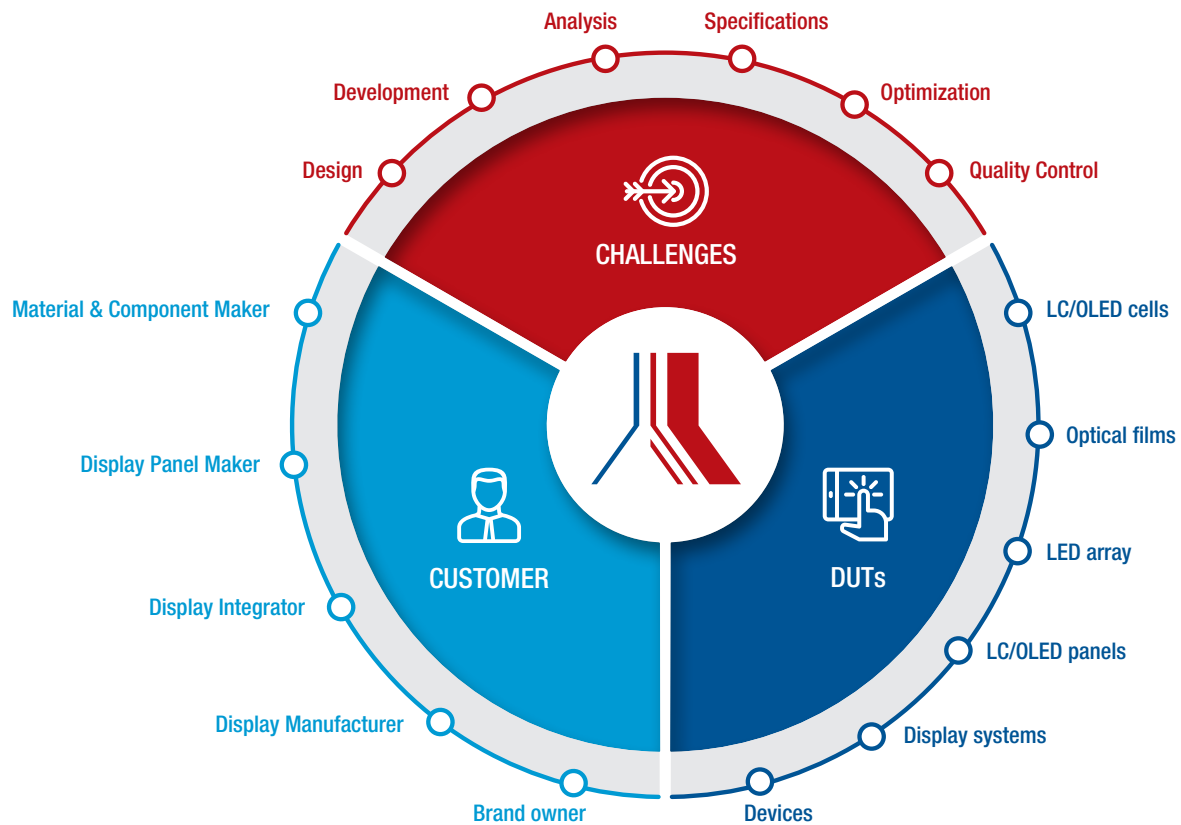 Analysis
Specifications
Development
Optimization
Design
Quality Control
CHALLENGES
Material & Component Maker
Display Panel Maker
Display Integrator
Display Manufacturer
Brand owner
CUSTOMER
LC/OLED cells
Optical films
LED array
LC/OLED panels
Display systems
Devices
DUTs